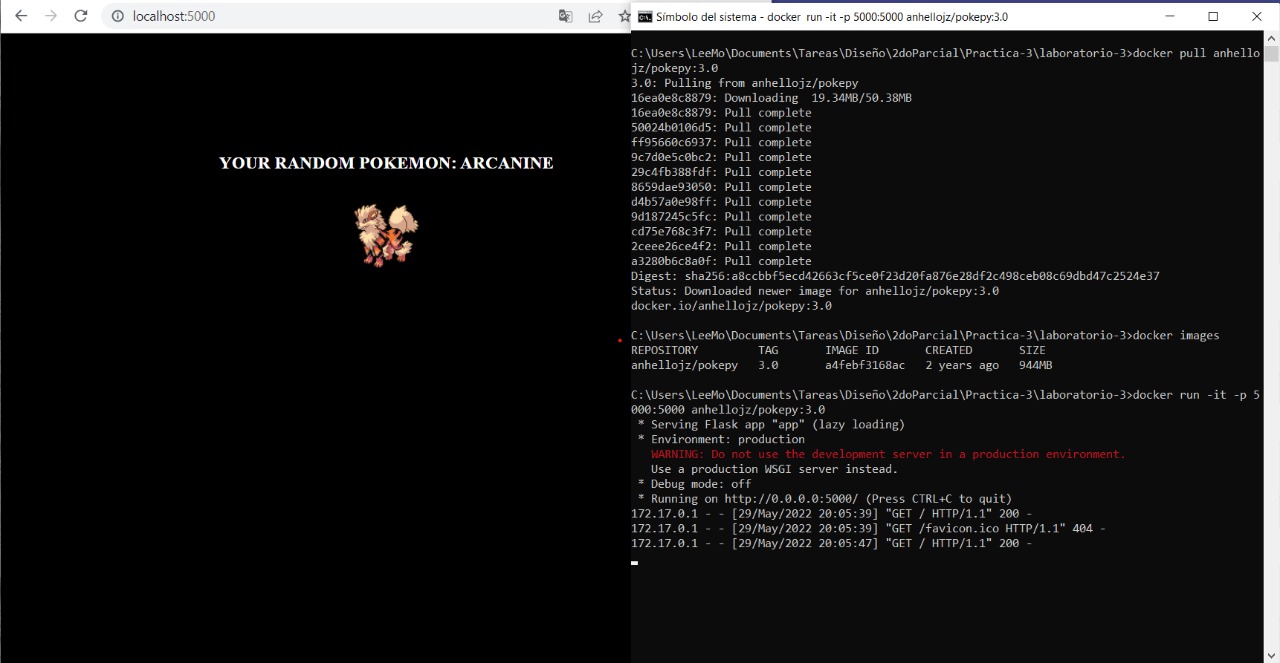 localhost:5000
YOUR RANDOM POKEMON: ARCANINE
Símbolo del sistema - docker run -it -p 5000:5000 anhellojz/pokepy:3.0
C:\Users\LeeMo\Documents\Tareas\Diseño\2doParcial\Practica-3\laboratorio-3>docker pull anhello
jz/pokepy:3.0
3.0: Pulling from anhellojz/pokepy
16ea0e8c8879: Downloading  19.34MB/50.38MB
16ea0e8c8879: Pull complete
50024b0106d5: Pull complete
ff95660c6937: Pull complete
9c7d0e5c0bc2: Pull complete
29c4fb388fdf: Pull complete
8659dae93050: Pull complete
d4b57a0e98ff: Pull complete
9d187245c5fc: Pull complete
cd75e768c3f7: Pull complete
2ceee26ce4f2: Pull complete
a3280b6c8a0f: Pull complete
Digest: sha256:a8ccbbf5ecd42663cf5ce0f23d20fa876e28df2c498ceb08c69dbd47c2524e37
Status: Downloaded newer image for anhellojz/pokepy:3.0
docker.io/anhellojz/pokepy:3.0
C:\Users\LeeMo\Documents\Tareas\Diseño\2doParcial\Practica-3\laboratorio-3>docker images
REPOSITORY         TAG       IMAGE ID       CREATED       SIZE
anhellojz/pokepy   3.0       a4febf3168ac   2 years ago   944MB
C:\Users\LeeMo\Documents\Tareas\Diseño\2doParcial\Practica-3\laboratorio-3>docker run -it -p 5
000:5000 anhellojz/pokepy:3.0
 * Serving Flask app "app" (lazy loading)
 * Environment: production
   WARNING: Do not use the development server in a production environment.
   Use a production WSGI server instead.
 * Debug mode: off
 * Running on http://0.0.0.0:5000/ (Press CTRL+C to quit)
172.17.0.1 - - [29/May/2022 20:05:39] "GET / HTTP/1.1" 200 -
172.17.0.1 - - [29/May/2022 20:05:39] "GET /favicon.ico HTTP/1.1" 404 -
172.17.0.1 - - [29/May/2022 20:05:47] "GET / HTTP/1.1" 200 -